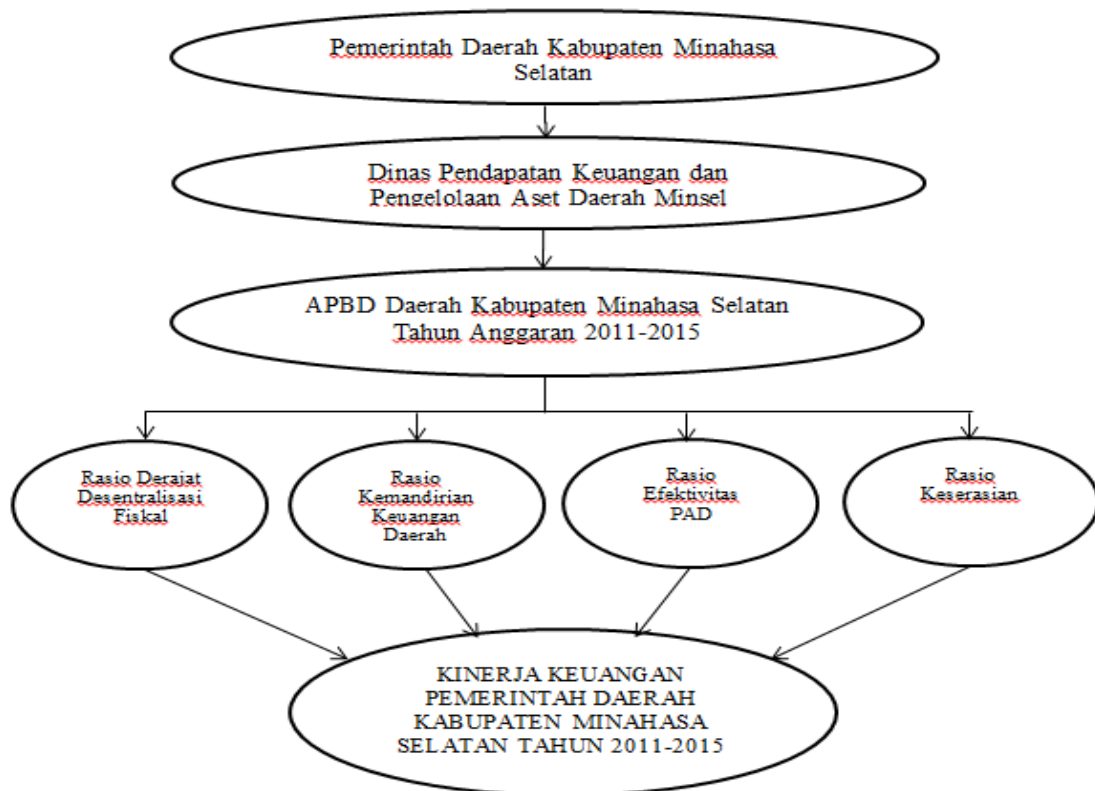 Pemerintah Daerah Kabupaten Minahasa
Selatan
Dinas Pendapatan Keuangan dan
Pengelolaan Aset Daerah Minsel
APBD Daerah Kabupaten Minahasa Selatan
Tahun Anggaran 2011-2015
Rasio Derajat
Desentralisasi
Fiskal
Rasio
Kemandirian
Keuangan
Daerah
Rasio
Efektivitas
PAD
Rasio
Keserasian
KINERJA KEUANGAN
PEMERINTAH DAERAH
KABUPATEN MINAHASA
SELATAN TAHUN 2011-2015